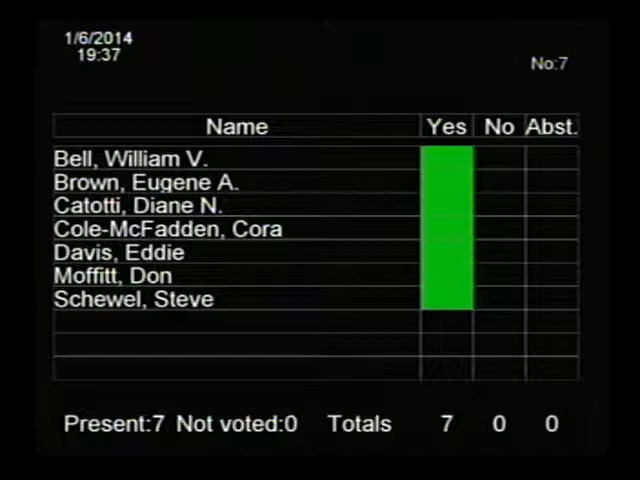 1/6/2014
19:37
No:7
Name Yes No Abst.
Bell, William V.
Brown, Eugene A.
Catotti, Diane N.
Cole-McFadden, Cora
Davis, Eddie
Moffitt, Don
Schewel, Steve
Present:7 Not voted:0 Totals 7 0 0